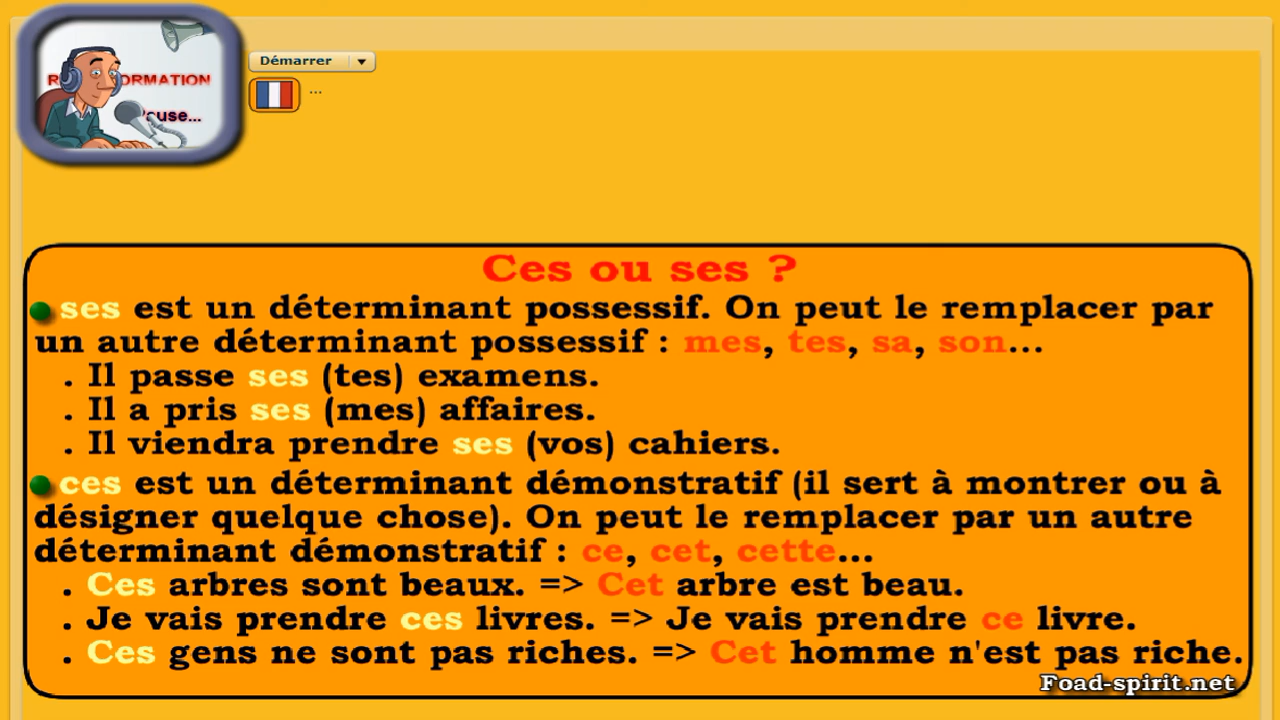 Démarrer
RMATION
...
Pause...
Ces ou ses ?
ses est un déterminant possessif. On peut le remplacer par
un autre déterminant possessif : mes, tes, sa, son...
. Il passe ses (tes) examens.
. Il a pris ses (mes) affaires.
. Il viendra prendre ses (vos) cahiers.
ces est un déterminant démonstratif (il sert à montrer ou à
désigner quelque chose). On peut le remplacer par un autre
déterminant démonstratif : ce, cet, cette...
. Ces arbres sont beaux. => Cet arbre est beau.
. Je vais prendre ces livres. => Je vais prendre ce livre.
. Ces gens ne sont pas riches. => Cet homme n'est pas riche.
Foad-spirit.net